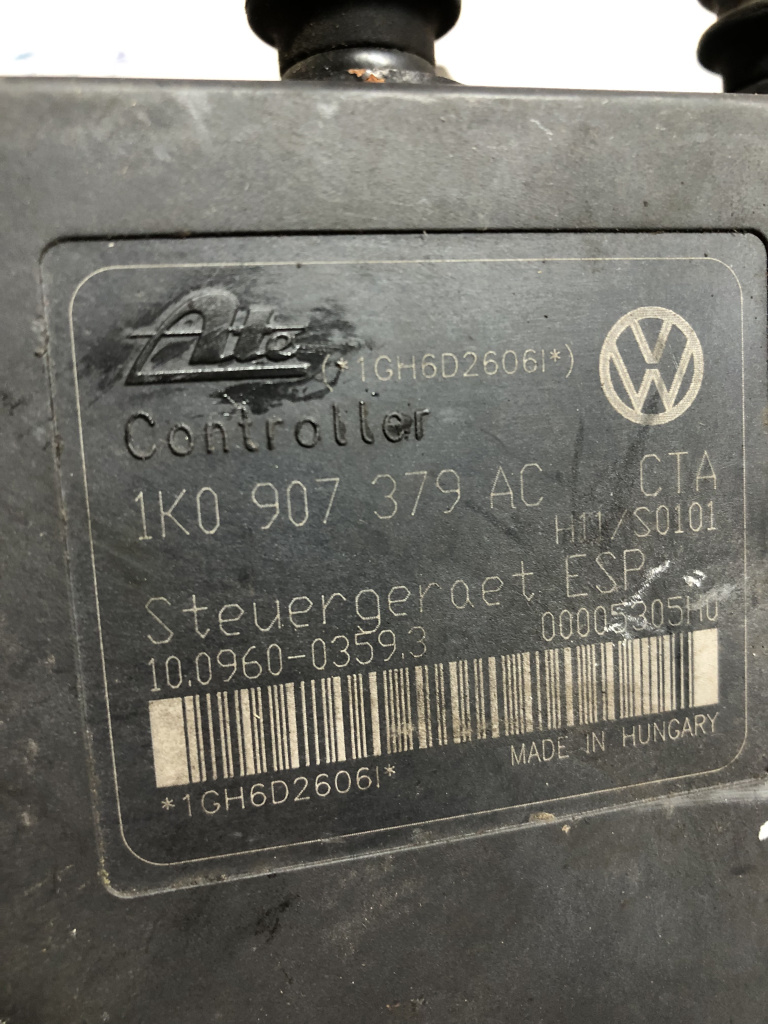 Ate
(*1GH6D2606I*)
VW
Controller
1K0 907 379 AC CTA
H11/S0101
Steuergeraet ESP
10.0960-0359.3 00005305H0
*1GH6D2606I*
MADE IN HUNGARY